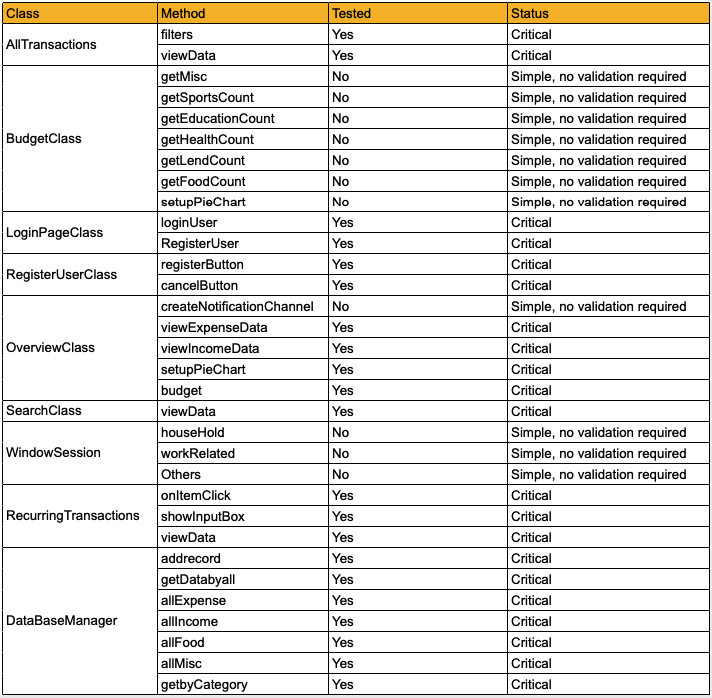 Class Method Tested Status
AllTransactions filters Yes Critical
viewData Yes Critical
BudgetClass getMisc No Simple, no validation required
getSportsCount No Simple, no validation required
getEducationCount No Simple, no validation required
getHealthCount No Simple, no validation required
getLendCount No Simple, no validation required
getFoodCount No Simple, no validation required
setupPieChart No Simple, no validation required
LoginPageClass loginUser Yes Critical
RegisterUser Yes Critical
RegisterUserClass registerButton Yes Critical
cancelButton Yes Critical
OverviewClass createNotificationChannel No Simple, no validation required
viewExpenseData Yes Critical
viewIncomeData Yes Critical
setupPieChart Yes Critical
budget Yes Critical
SearchClass viewData Yes Critical
WindowSession houseHold No Simple, no validation required
workRelated No Simple, no validation required
Others No Simple, no validation required
RecurringTransactions onItemClick Yes Critical
showInputBox Yes Critical
viewData Yes Critical
DataBaseManager addrecord Yes Critical
getDatabyall Yes Critical
allExpense Yes Critical
allIncome Yes Critical
allFood Yes Critical
allMisc Yes Critical
getbyCategory Yes Critical